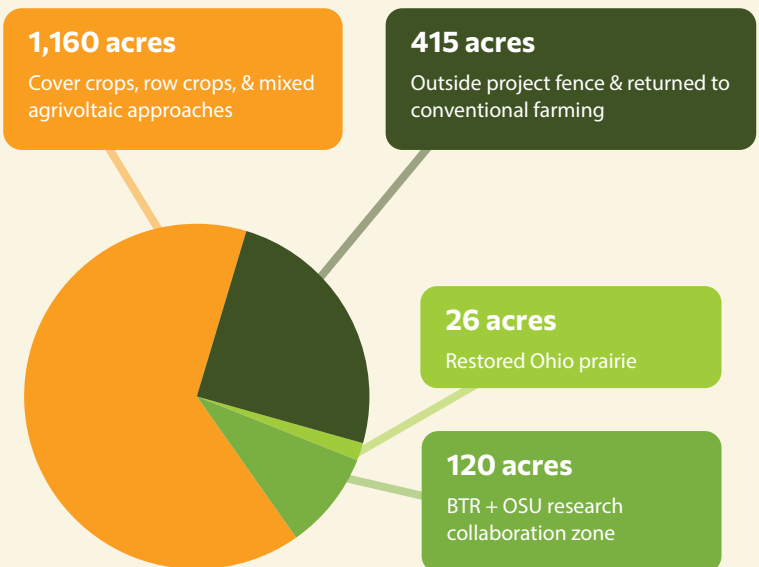 1,160 acres
Cover crops, row crops, & mixed
agrivoltaic approaches
415 acres
Outside project fence & returned to
conventional farming
26 acres
Restored Ohio prairie
120 acres
BTR + OSU research
collaboration zone